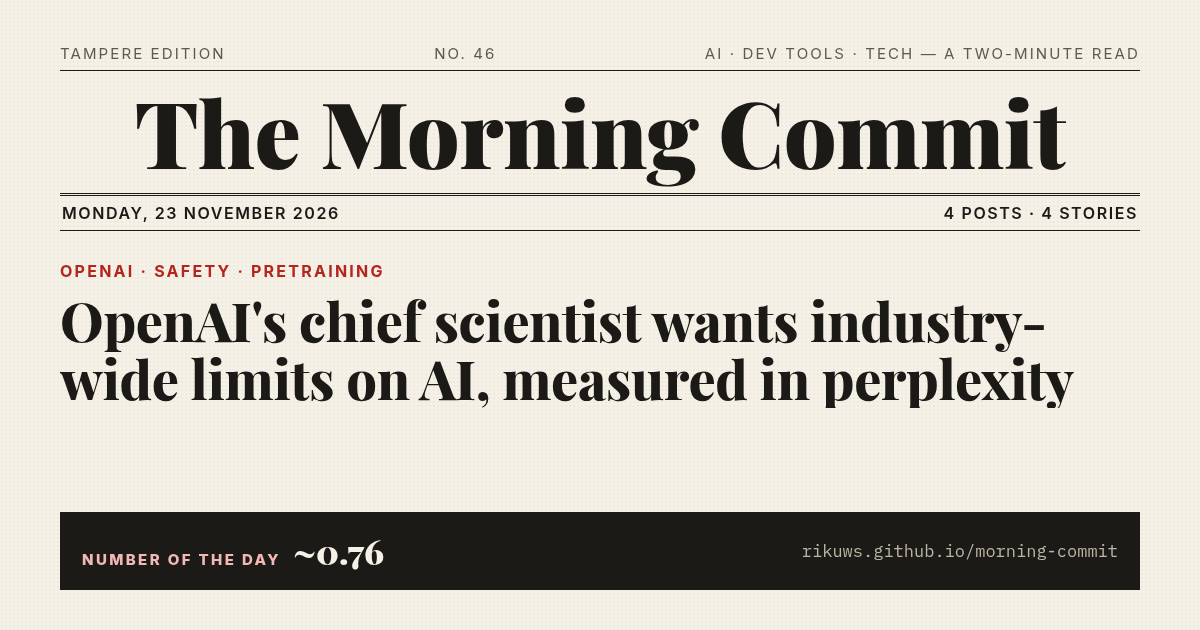 TAMPERE EDITION
NO. 46
AI · DEV TOOLS · TECH — A TWO-MINUTE READ
The Morning Commit
MONDAY, 23 NOVEMBER 2026
4 POSTS · 4 STORIES
OPENAI · SAFETY · PRETRAINING
OpenAI's chief scientist wants industry-
wide limits on AI, measured in perplexity
NUMBER OF THE DAY ~0.76
rikuws.github.io/morning-commit